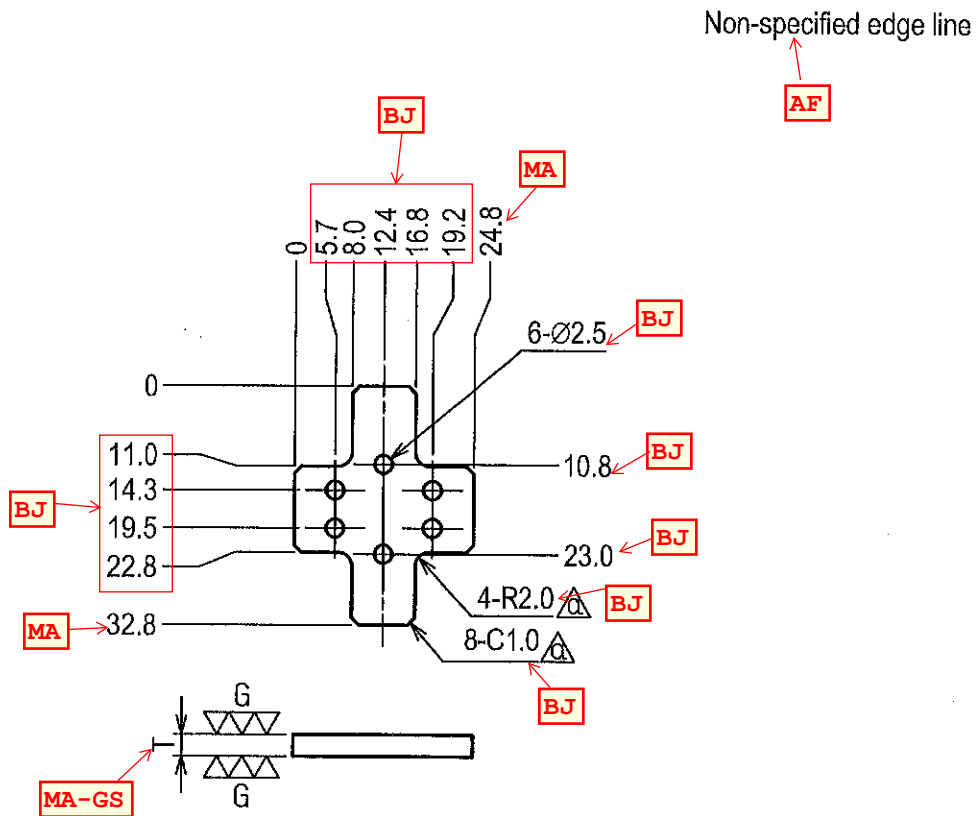 Non-specified edge line
AF
BJ
MA
0
5.7
8.0
12.4
16.8
19.2
24.8
6-Ø2.5
BJ
0
11.0
10.8
BJ
14.3
BJ
19.5
22.8
23.0
BJ
4-R2.0 a
BJ
MA
32.8
8-C1.0 a
BJ
G
T
G
MA-GS